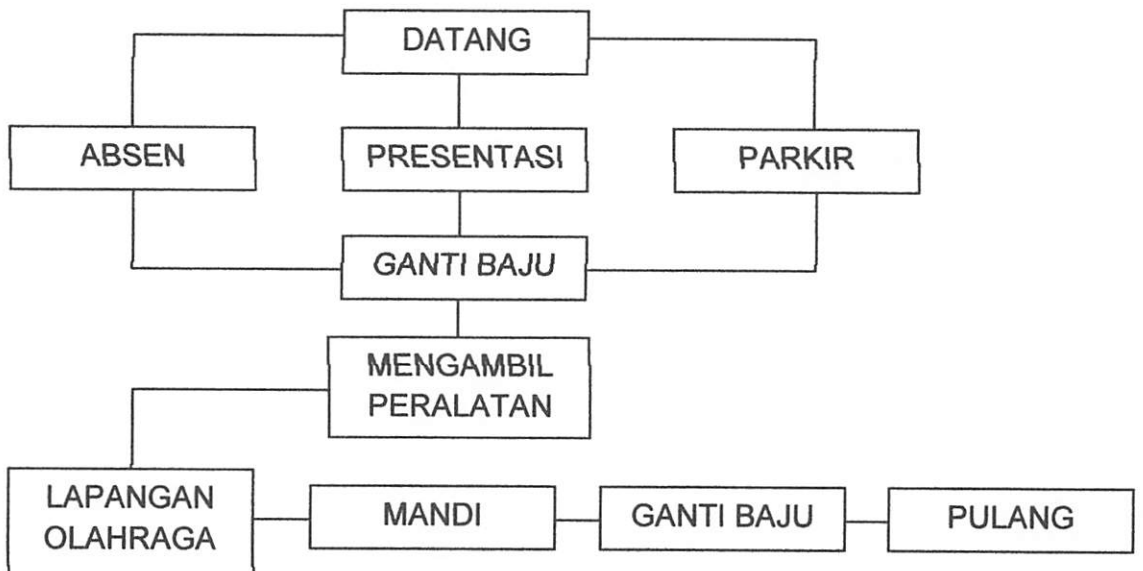 DATANG
ABSEN
PRESENTASI
PARKIR
GANTI BAJU
MENGAMBIL
PERALATAN
LAPANGAN
OLAHRAGA
MANDI
GANTI BAJU
PULANG